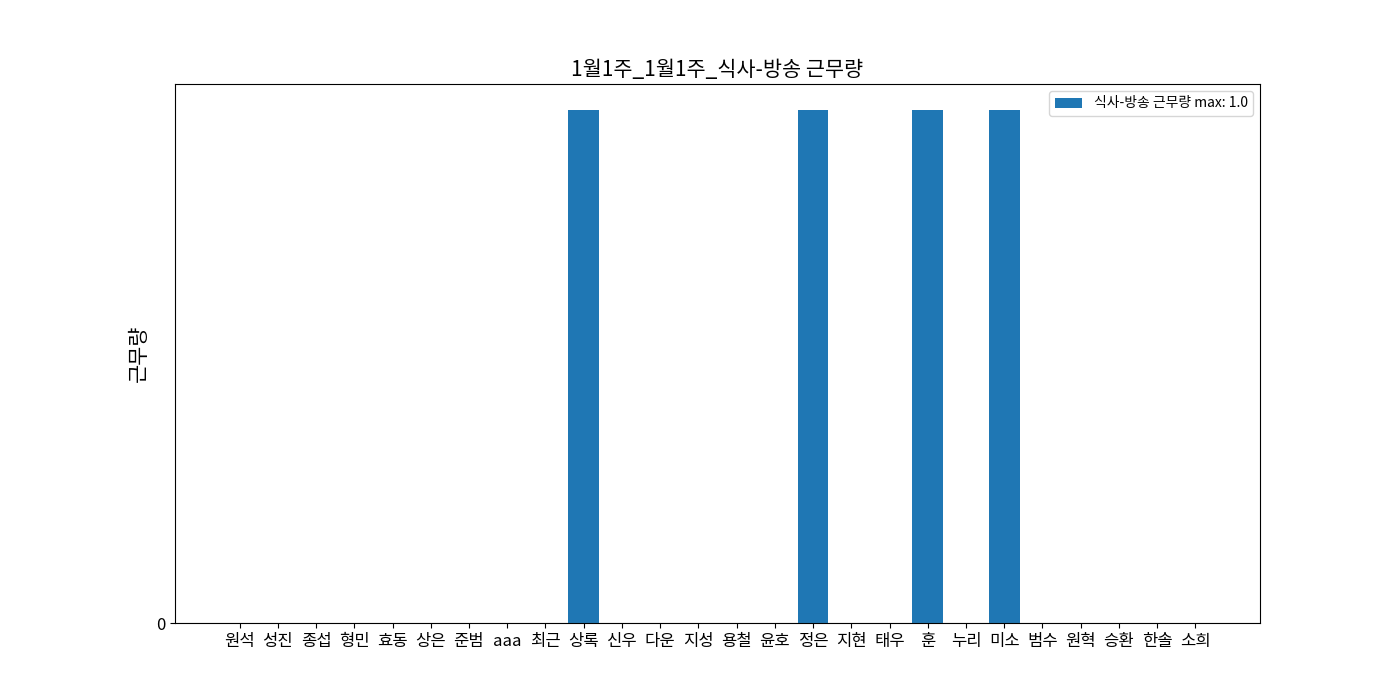 1월1주_1월1주_식사-방송 근무량
식사-방송 근무량 max: 1.0
근무량
0
원석 성진 종섭 형민 효동 상은 준범 aaa 최근 상록 신우 다운 지성 용철 윤호 정은 지현 태우 훈 누리 미소 범수 원혁 승환 한솔 소희